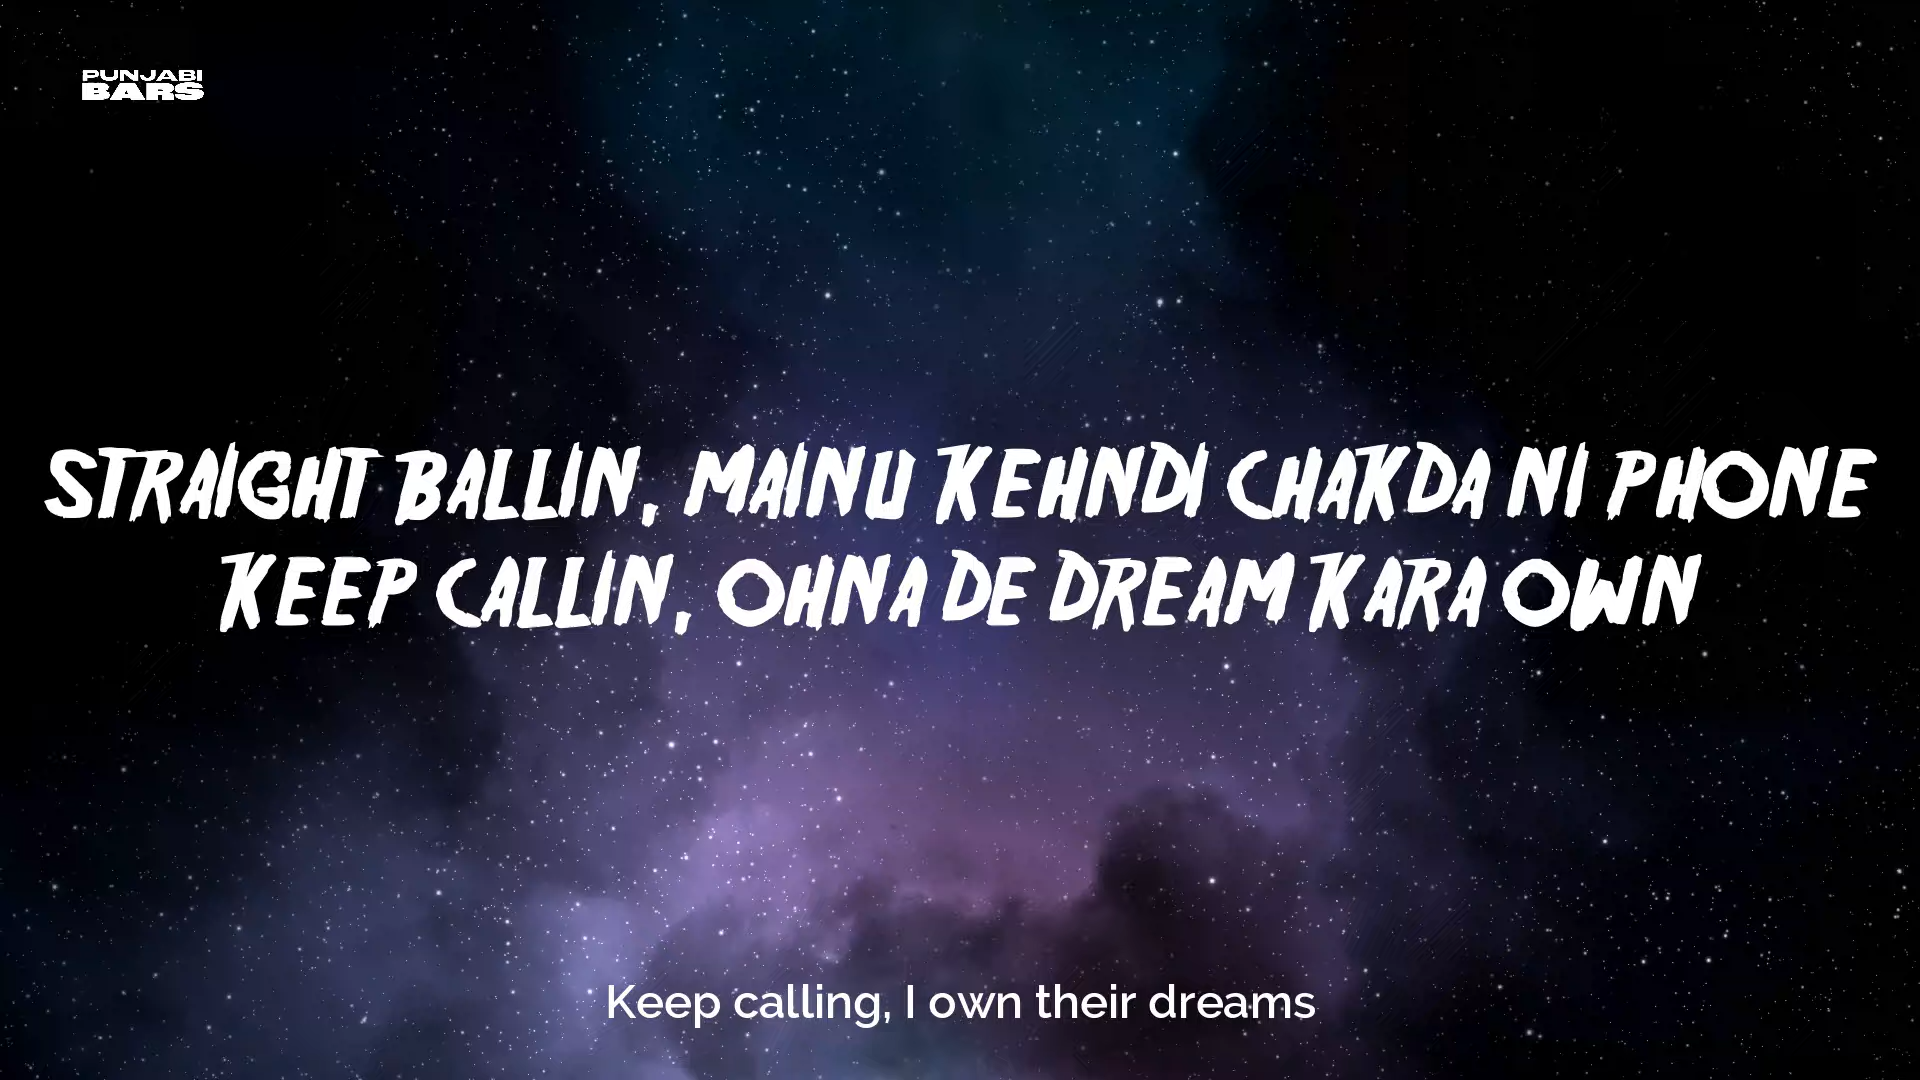 PUNJABI
BARS
STRAIGHT BALLIN, MAINU KEHNDI CHAKDA NI PHONE
KEEP CALLIN, OHNA DE DREAM KARA OWN
Keep calling, I own their dreams